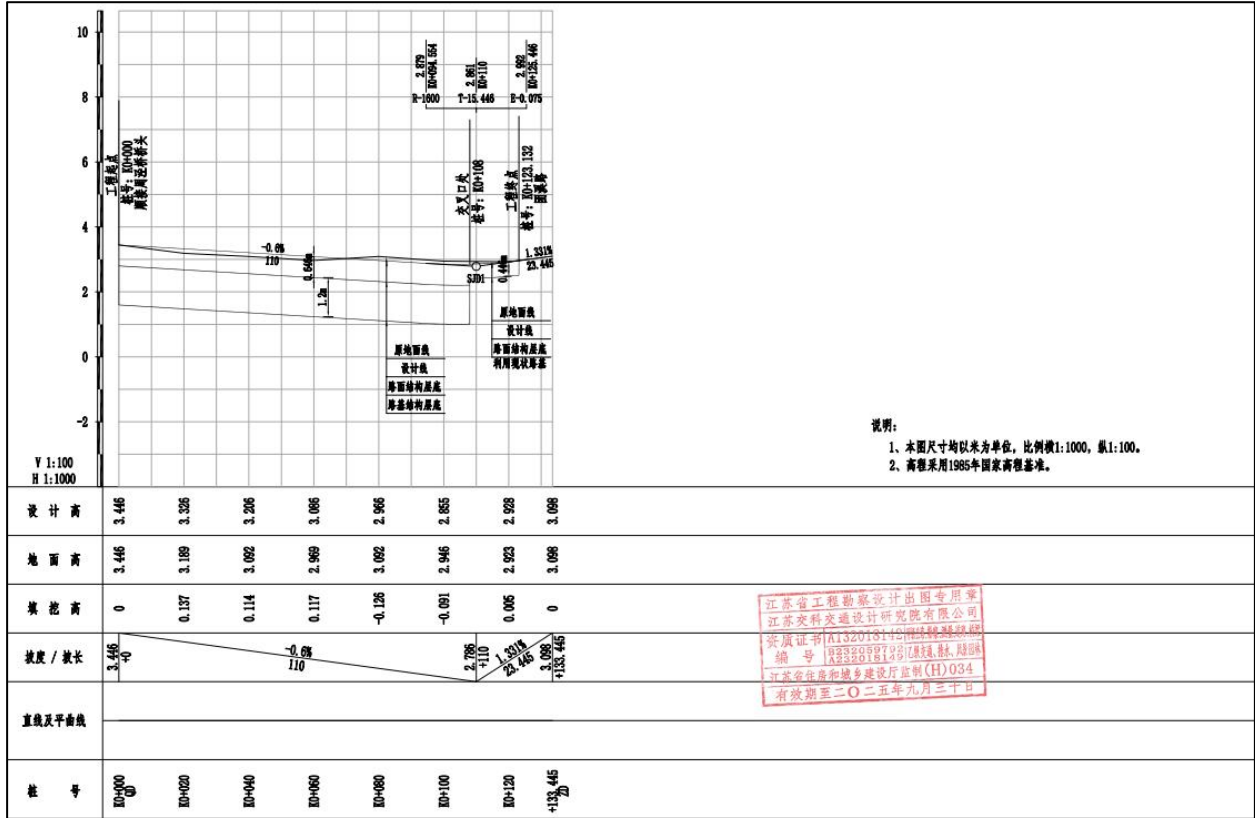 10
8
6
4
2
0
-2
V 1:100
H 1:1000
工程起点
桩号：K0+000
顺接周泾桥桥头
2.879
K0+094.554
2.861
K0+110
2.992
K0+125.446
R-1600 T-15.446 E-0.075
交叉口处
桩号：K0+108
工程终点
桩号：K0+123.132
-0.6%
110
0.646m
1.2m
SJD1
1.331%
23.445
原地面线
设计线
路面结构层底
路基结构层底
原地面线
设计线
路面结构层底
利用现状路基
说明：
1、本图尺寸均以米为单位，比例横1:1000，纵1:100。
2、高程采用1985年国家高程基准。
设计高 3.446 3.326 3.206 3.086 2.966 2.855 2.928 3.098
地面高 3.446 3.189 3.092 2.969 3.092 2.946 2.923 3.098
填挖高 0 0.137 0.114 0.117 -0.126 -0.091 0.005 0
坡度 / 坡长 3.446 +0 -0.6% 110 2.786 +110 1.331% 23.445 3.098 +133.445
直线及平曲线
桩号 K0+000 QD K0+020 K0+040 K0+060 K0+080 K0+100 K0+120 +133.445 ZD
江苏省工程勘察设计出图专用章
江苏交科交通设计研究院有限公司
资质证书 A132018142
编号
A232018149
江苏省住房和城乡建设厅监制(H)034
有效期至二〇二五年九月三十日